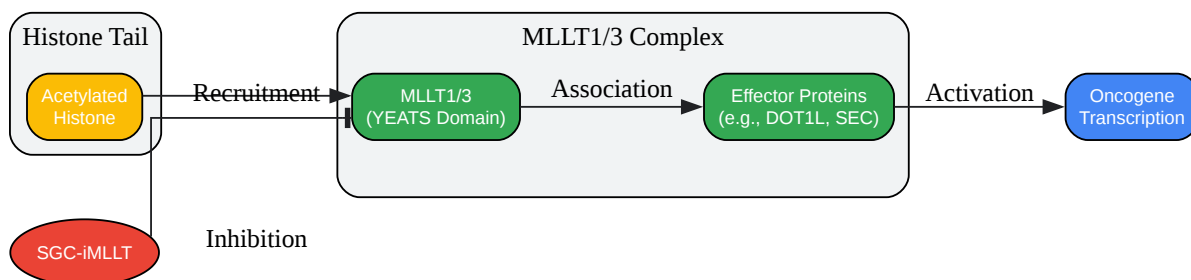 Histone Tail
MLLT1/3 Complex
Acetylated
Histone
Recruitment
MLLT1/3
(YEATS Domain)
Association
Effector Proteins
(e.g., DOT1L, SEC)
Activation
Oncogene
Transcription
SGC-iMLLT
Inhibition